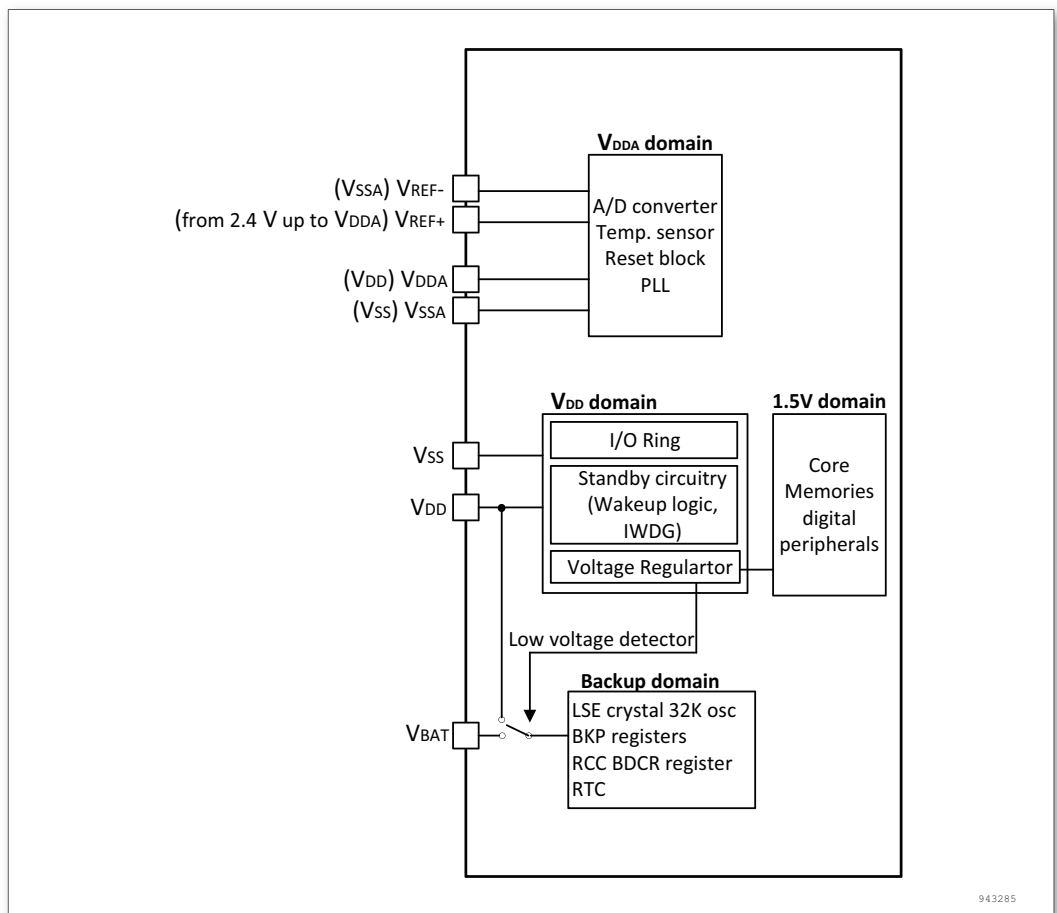 VDDA domain
(VSSA) VREF-
(from 2.4 V up to VDDA) VREF+
(VDD) VDDA
(VSS) VSSA
A/D converter
Temp. sensor
Reset block
PLL
VDD domain
1.5V domain
VSS
VDD
I/O Ring
Standby circuitry
(Wakeup logic,
IWDG)
Voltage Regulartor
Core
Memories
digital
peripherals
Low voltage detector
Backup domain
VBAT
LSE crystal 32K osc
BKP registers
RCC BDCR register
RTC
943285